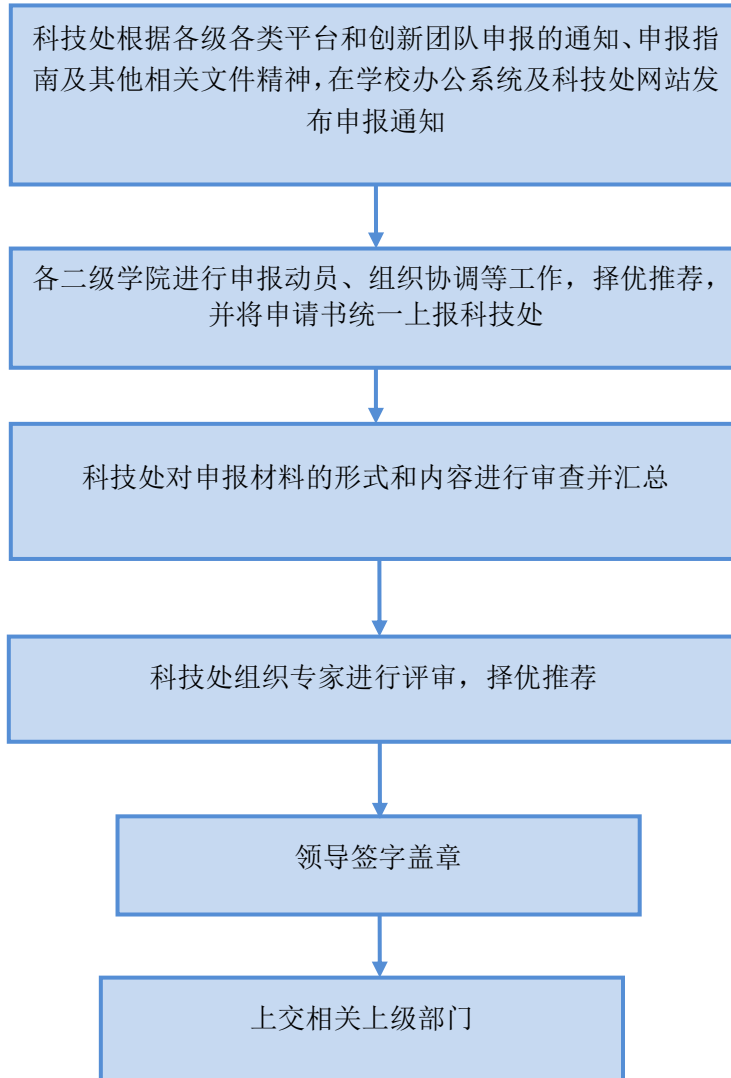 科技处根据各级各类平台和创新团队申报的通知、申报指
南及其他相关文件精神,在学校办公系统及科技处网站发
布申报通知
各二级学院进行申报动员、组织协调等工作，择优推荐，
并将申请书统一上报科技处
科技处对申报材料的形式和内容进行审查并汇总
科技处组织专家进行评审，择优推荐
领导签字盖章
上交相关上级部门